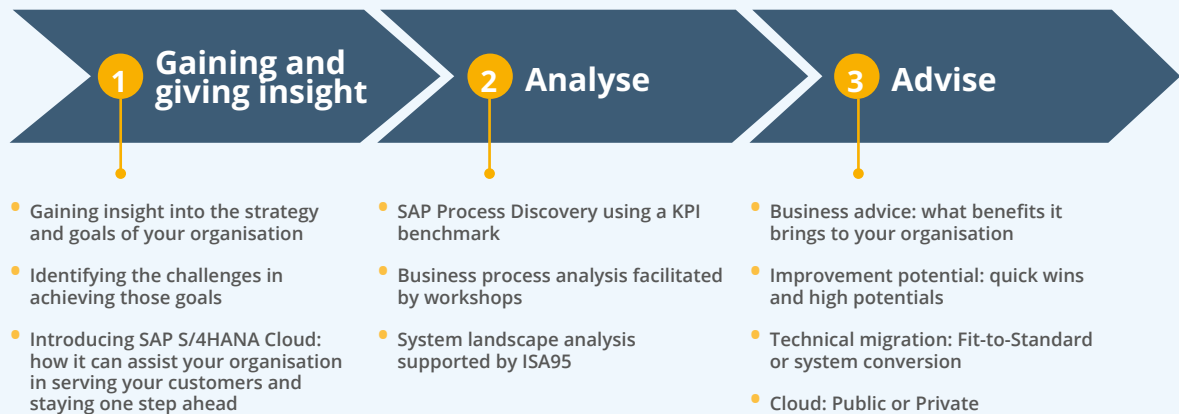 1
Gaining and
giving insight
2
Analyse
3
Advise
Gaining insight into the strategy
and goals of your organisation
Identifying the challenges in
achieving those goals
Introducing SAP S/4HANA Cloud:
how it can assist your organisation
in serving your customers and
staying one step ahead
SAP Process Discovery using a KPI
benchmark
Business process analysis facilitated
by workshops
System landscape analysis
supported by ISA95
Business advice: what benefits it
brings to your organisation
Improvement potential: quick wins
and high potentials
Technical migration: Fit-to-Standard
or system conversion
Cloud: Public or Private